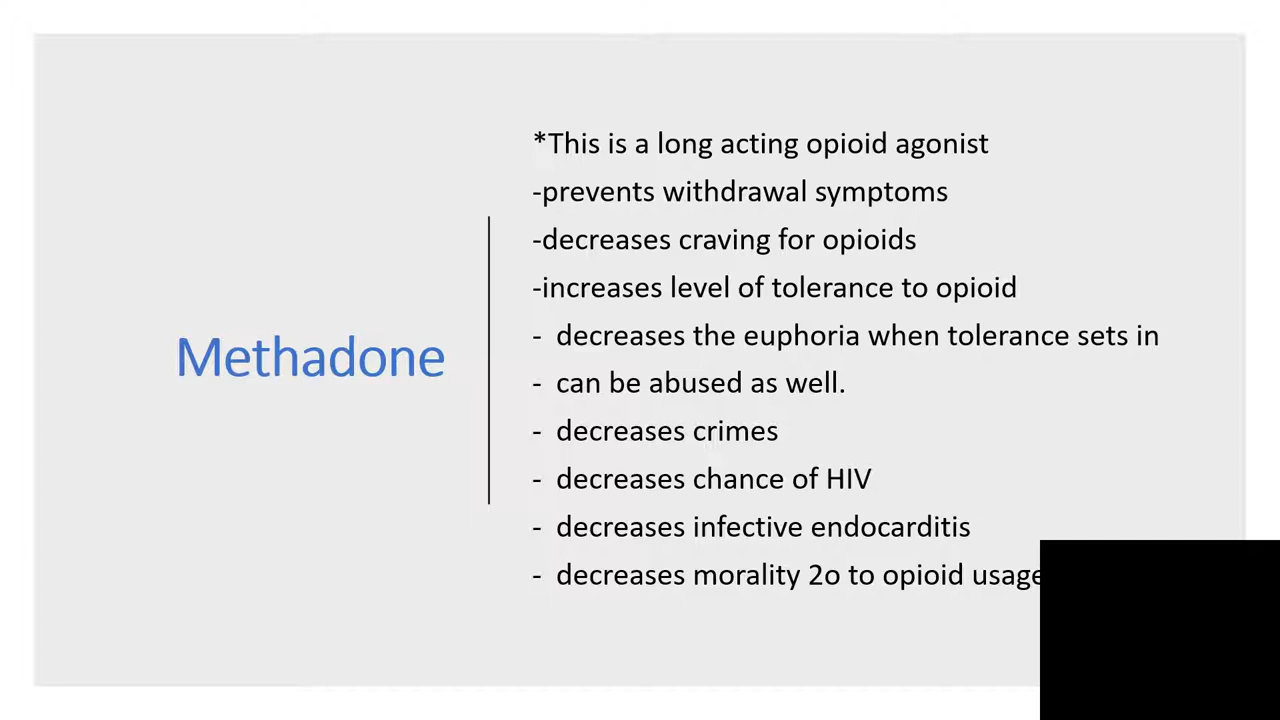 Methadone
*This is a long acting opioid agonist
-prevents withdrawal symptoms
-decreases craving for opioids
-increases level of tolerance to opioid
- decreases the euphoria when tolerance sets in
- can be abused as well.
- decreases crimes
- decreases chance of HIV
- decreases infective endocarditis
- decreases morality 2o to opioid usage